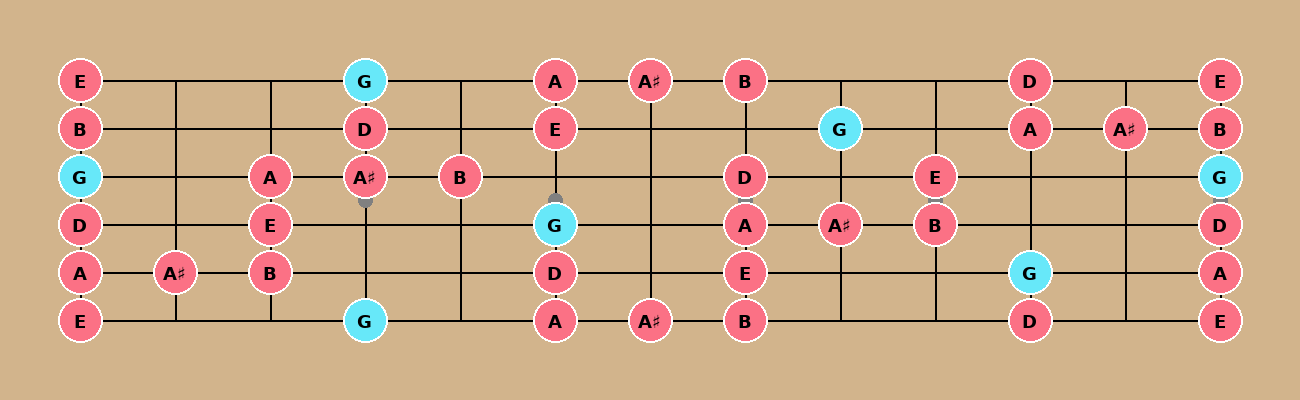 E G A A♯ B D E
B D E G A A♯ B
G A A♯ B D E G
D E G A A♯ B D
A A♯ B D E G A
E G A A♯ B D E